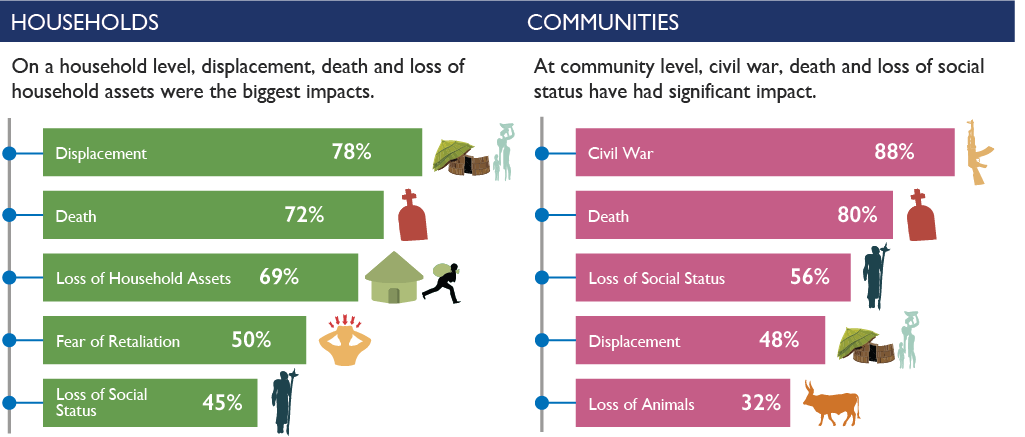 HOUSEHOLDS
On a household level, displacement, death and loss of
household assets were the biggest impacts.
Displacement 78%
Death 72%
Loss of Household Assets 69%
Fear of Retaliation 50%
Loss of Social
Status 45%
COMMUNITIES
At community level, civil war, death and loss of social
status have had significant impact.
Civil War 88%
Death 80%
Loss of Social Status 56%
Displacement 48%
Loss of Animals 32%